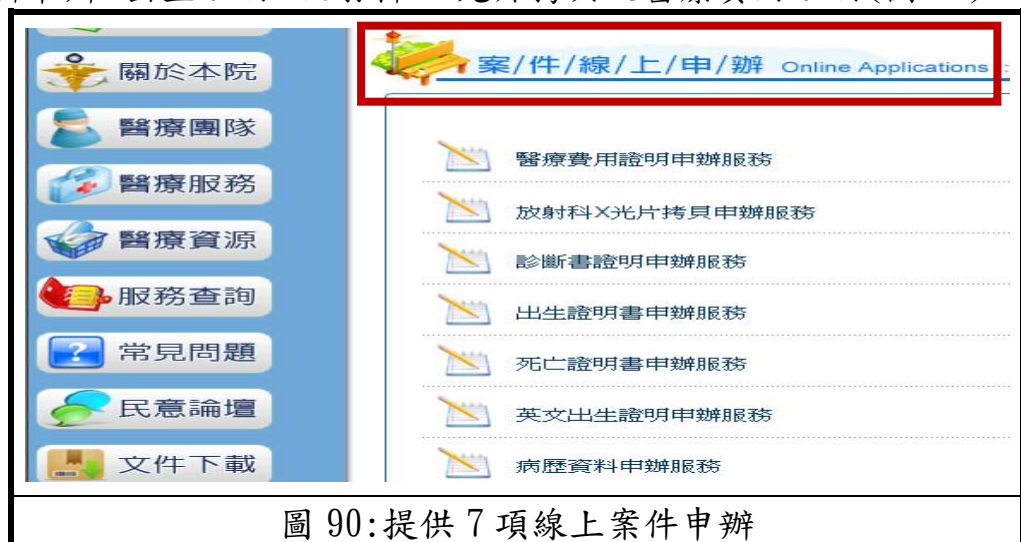 關於本院
醫療團隊
醫療服務
醫療資源
服務查詢
常見問題
民意論壇
文件下載
案/件/線/上/申/辦 Online Applications
醫療費用證明申辦服務
放射科X光片拷貝申辦服務
診斷書證明申辦服務
出生證明書申辦服務
死亡證明書申辦服務
英文出生證明申辦服務
病歷資料申辦服務
圖 90:提供 7 項線上案件申辦